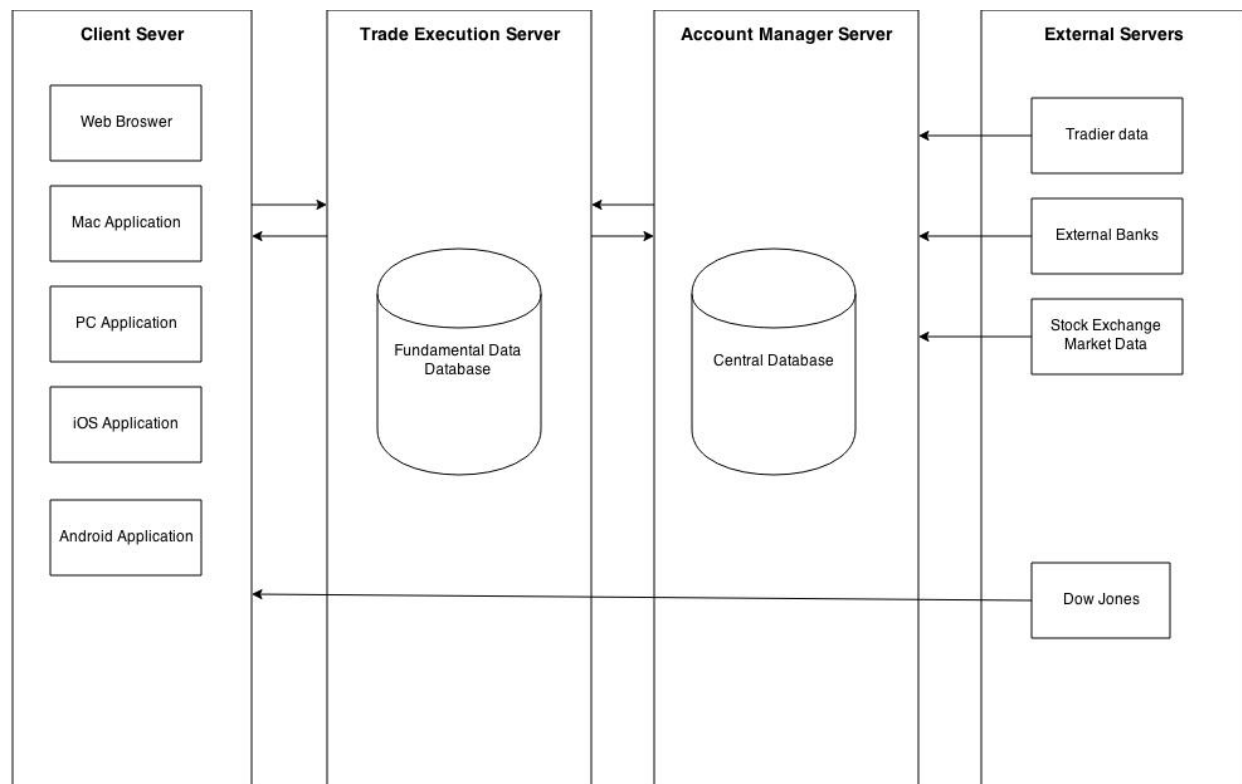 Client Sever
Trade Execution Server
Account Manager Server
External Servers
Web Broswer
Mac Application
PC Application
iOS Application
Android Application
Fundamental Data
Database
Central Database
Tradier data
External Banks
Stock Exchange
Market Data
Dow Jones